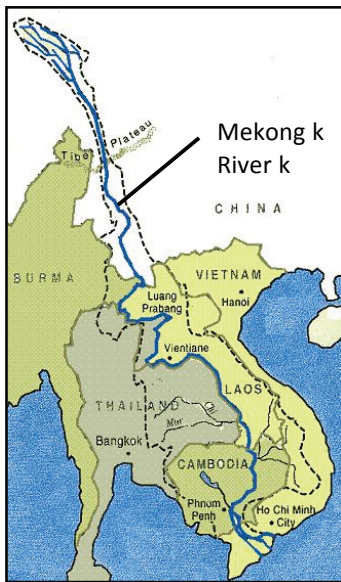 Tibet Plateau
Mekong k
River k
CHINA
BURMA
VIETNAM
Luang
Prabang
Hanoi
Vientiane
LAOS
THAILAND
Chi
Mur
Bangkok
CAMBODIA
Phnom
Penh
Ho Chi Minh
City